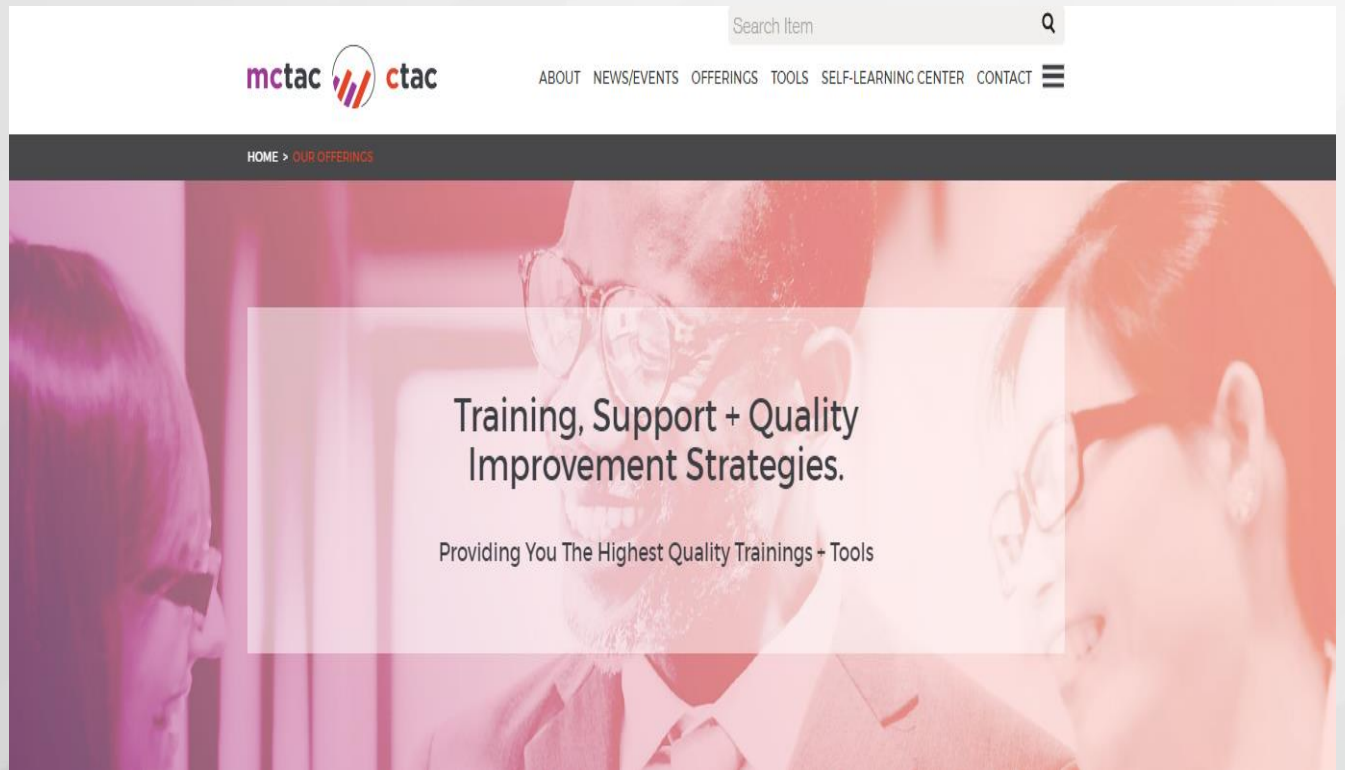 Search Item
mctac ctac
ABOUT NEWS/EVENTS OFFERINGS TOOLS SELF-LEARNING CENTER CONTACT
HOME > OUR OFFERINGS
Training, Support + Quality
Improvement Strategies.
Providing You The Highest Quality Trainings + Tools